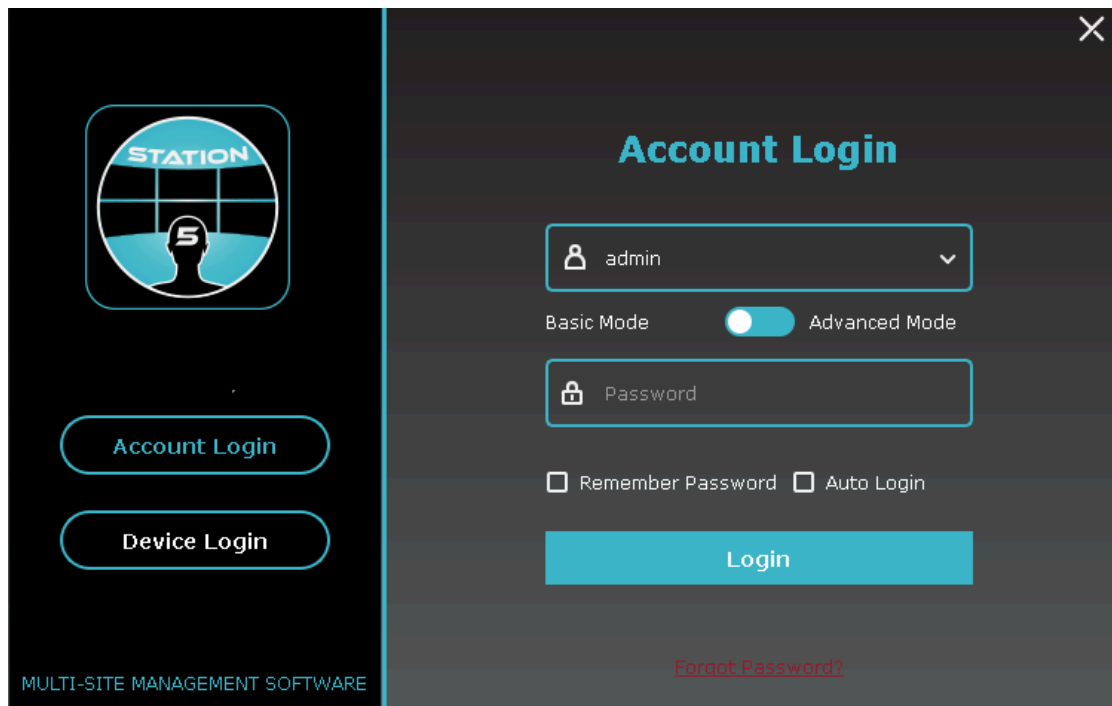 STATION
5
Account Login
Device Login
MULTI-SITE MANAGEMENT SOFTWARE
Account Login
admin
Basic Mode Advanced Mode
Password
Remember Password Auto Login
Login
Forgot Password?